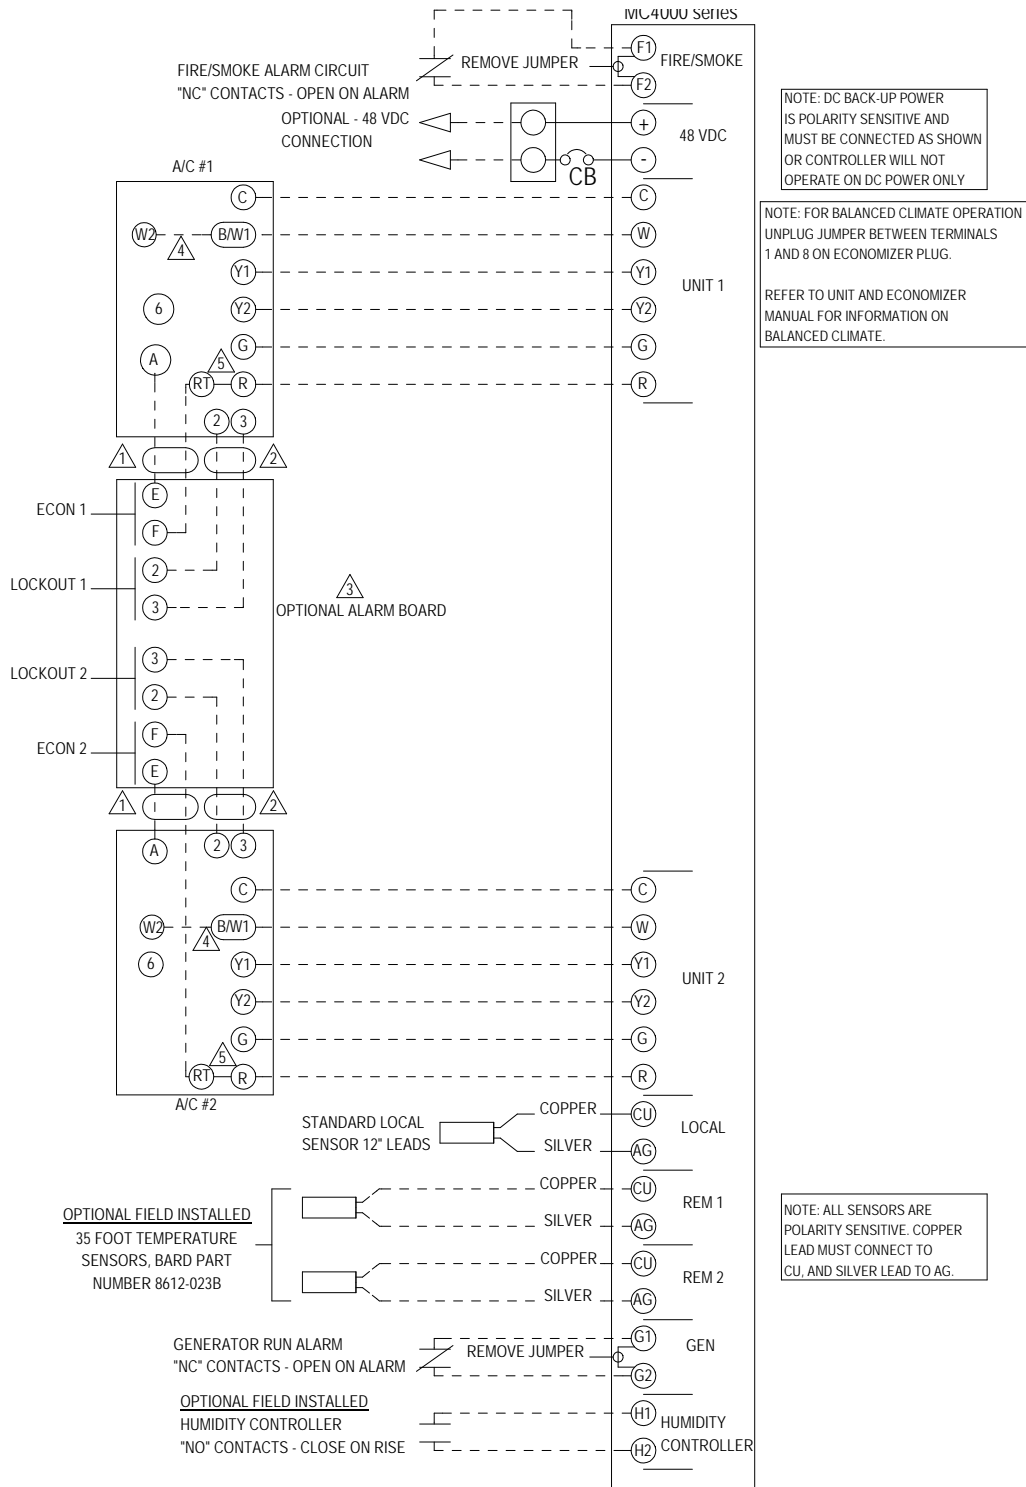 MC4000 series
F1
FIRE/SMOKE
REMOVE JUMPER
FIRE/SMOKE ALARM CIRCUIT
"NC" CONTACTS - OPEN ON ALARM
F2
OPTIONAL - 48 VDC
CONNECTION
+
48 VDC
-
CB
NOTE: DC BACK-UP POWER
IS POLARITY SENSITIVE AND
MUST BE CONNECTED AS SHOWN
OR CONTROLLER WILL NOT
OPERATE ON DC POWER ONLY
NOTE: FOR BALANCED CLIMATE OPERATION
UNPLUG JUMPER BETWEEN TERMINALS
1 AND 8 ON ECONOMIZER PLUG.
REFER TO UNIT AND ECONOMIZER
MANUAL FOR INFORMATION ON
BALANCED CLIMATE.
A/C #1
C
C
W2
4
B/W1
W
Y1
Y1
UNIT 1
6
Y2
Y2
A
G
G
5
RT
R
R
2
3
1
2
E
ECON 1
F
2
LOCKOUT 1
3
3
OPTIONAL ALARM BOARD
3
LOCKOUT 2
2
F
ECON 2
E
1
2
A
2
3
C
C
W2
4
B/W1
W
6
Y1
Y1
UNIT 2
Y2
Y2
G
G
5
RT
R
R
A/C #2
STANDARD LOCAL
SENSOR 12" LEADS
COPPER
CU
LOCAL
SILVER
AG
OPTIONAL FIELD INSTALLED
35 FOOT TEMPERATURE
SENSORS, BARD PART
NUMBER 8612-023B
COPPER
CU
REM 1
SILVER
AG
COPPER
CU
REM 2
SILVER
AG
NOTE: ALL SENSORS ARE
POLARITY SENSITIVE. COPPER
LEAD MUST CONNECT TO
CU, AND SILVER LEAD TO AG.
GENERATOR RUN ALARM
"NC" CONTACTS - OPEN ON ALARM
REMOVE JUMPER
G1
GEN
G2
OPTIONAL FIELD INSTALLED
HUMIDITY CONTROLLER
"NO" CONTACTS - CLOSE ON RISE
H1
HUMIDITY
CONTROLLER
H2